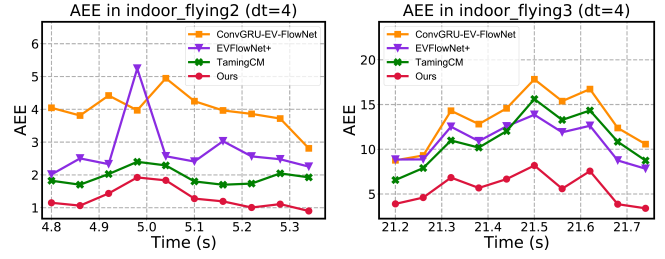 AEE in indoor_flying2 (dt=4)
ConvGRU-EV-FlowNet
EVFlowNet+
TamingCM
Ours
AEE
6
5
4
3
2
1
4.8 4.9 5.0 5.1 5.2 5.3
Time (s)
AEE in indoor_flying3 (dt=4)
ConvGRU-EV-FlowNet
EVFlowNet+
TamingCM
Ours
AEE
20
15
10
5
21.2 21.3 21.4 21.5 21.6 21.7
Time (s)